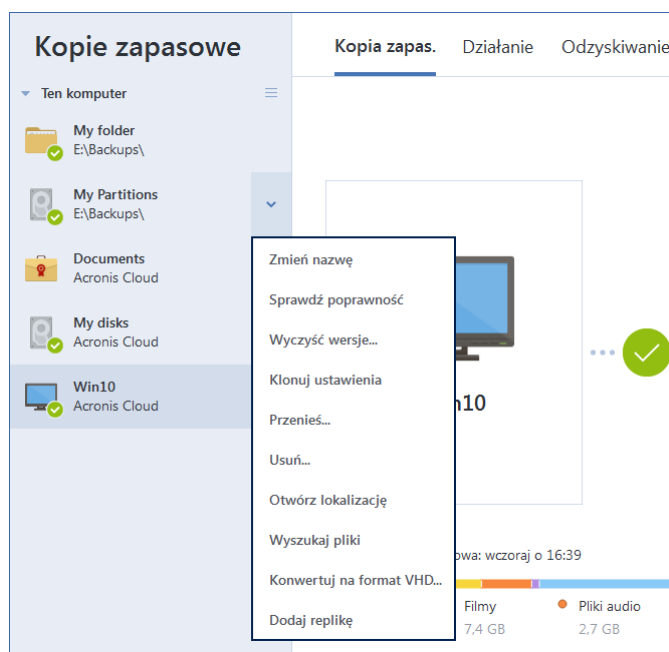 Kopie zapasowe
Kopia zapas. Działanie Odzyskiwanie
Ten komputer
My folder
E:\Backups\
My Partitions
E:\Backups\
Documents
Acronis Cloud
My disks
Acronis Cloud
Win10
Acronis Cloud
Zmień nazwę
Sprawdź poprawność
Wyczyść wersje...
Klonuj ustawienia
Przenieś...
Usuń...
Otwórz lokalizację
Wyszukaj pliki
Konwertuj na format VHD...
Dodaj replikę
n10
owa: wczoraj o 16:39
Filmy
7,4 GB
Pliki audio
2,7 GB